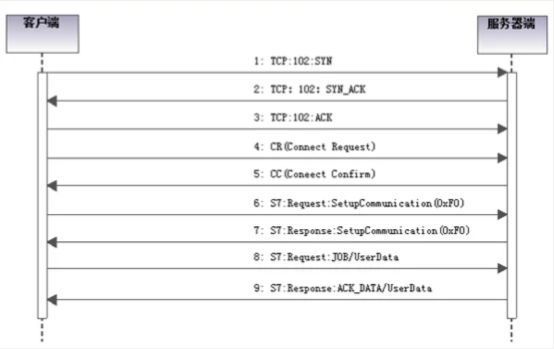 客户端
服务器端
1: TCP:102:SYN
2: TCP: 102: SYN_ACK
3: TCP:102:ACK
4: CR(Connect Request)
5: CC(Coneect Confirm)
6: S7:Request:SetupCommunication(0xF0)
7: S7:Response:SetupCommunication(0xF0)
8: S7:Request:JOB/UserData
9: S7:Response:ACK_DATA/UserData